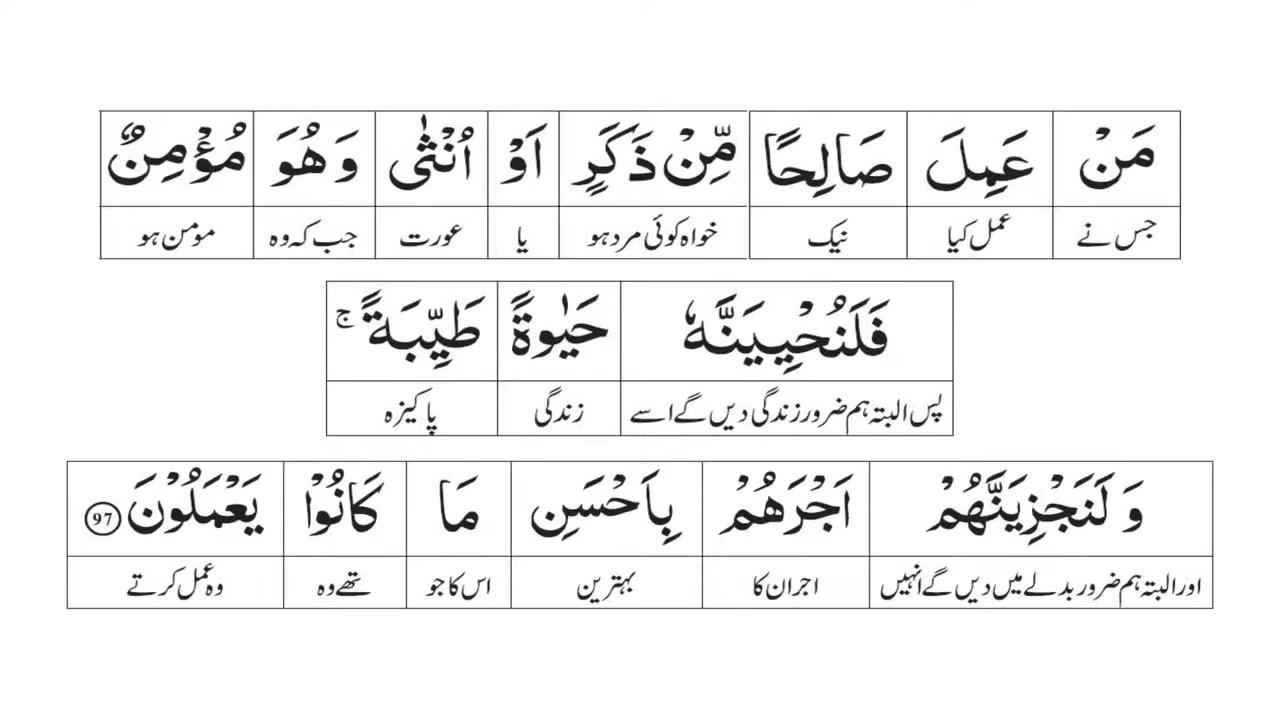 مَنْ عَمِلَ صَالِحًا مِّنْ ذَكَرٍ اَوْ اُنْثٰى وَهُوَ مُؤْمِنٌ
جس نے عمل کیا نیک خواہ کوئی مرد ہو یا عورت جب کہ وہ مومن ہو
فَلَنُحْيِيَنَّهٗ حَيٰوةً طَيِّبَةً ۚ
پس البتہ ہم ضرور زندگی دیں گے اسے زندگی پاکیزہ
وَ لَنَجْزِيَنَّهُمْ اَجْرَهُمْ بِاَحْسَنِ مَا كَانُوْا يَعْمَلُوْنَ 97
اور البتہ ہم ضرور بدلے میں دیں گے انہیں اجر ان کا بہترین اس کا جو تھے وہ وہ عمل کرتے